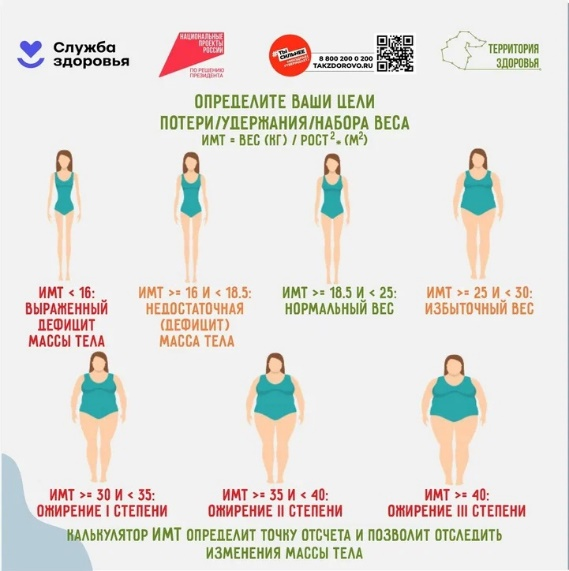 Служба
здоровья
НАЦИОНАЛЬНЫЕ
ПРОЕКТЫ
РОССИИ
ПО РЕШЕНИЮ
ПРЕЗИДЕНТА
#ТЫ
СИЛЬНЕЕ
8 800 200 0 200
TAKZDOROVO.RU
ТЕРРИТОРИЯ
ЗДОРОВЬЯ
ОПРЕДЕЛИТЕ ВАШИ ЦЕЛИ
ПОТЕРИ/УДЕРЖАНИЯ/НАБОРА ВЕСА
ИМТ = ВЕС (КГ) / РОСТ²* (М²)
ИМТ < 16:
ВЫРАЖЕННЫЙ
ДЕФИЦИТ
МАССЫ ТЕЛА
ИМТ >= 16 И < 18.5:
НЕДОСТАТОЧНАЯ
(ДЕФИЦИТ)
МАССА ТЕЛА
ИМТ >= 18.5 И < 25:
НОРМАЛЬНЫЙ ВЕС
ИМТ >= 25 И < 30:
ИЗБЫТОЧНЫЙ ВЕС
ИМТ >= 30 И < 35:
ОЖИРЕНИЕ I СТЕПЕНИ
ИМТ >= 35 И < 40:
ОЖИРЕНИЕ II СТЕПЕНИ
ИМТ >= 40:
ОЖИРЕНИЕ III СТЕПЕНИ
КАЛЬКУЛЯТОР ИМТ ОПРЕДЕЛИТ ТОЧКУ ОТСЧЕТА И ПОЗВОЛИТ ОТСЛЕДИТЬ
ИЗМЕНЕНИЯ МАССЫ ТЕЛА